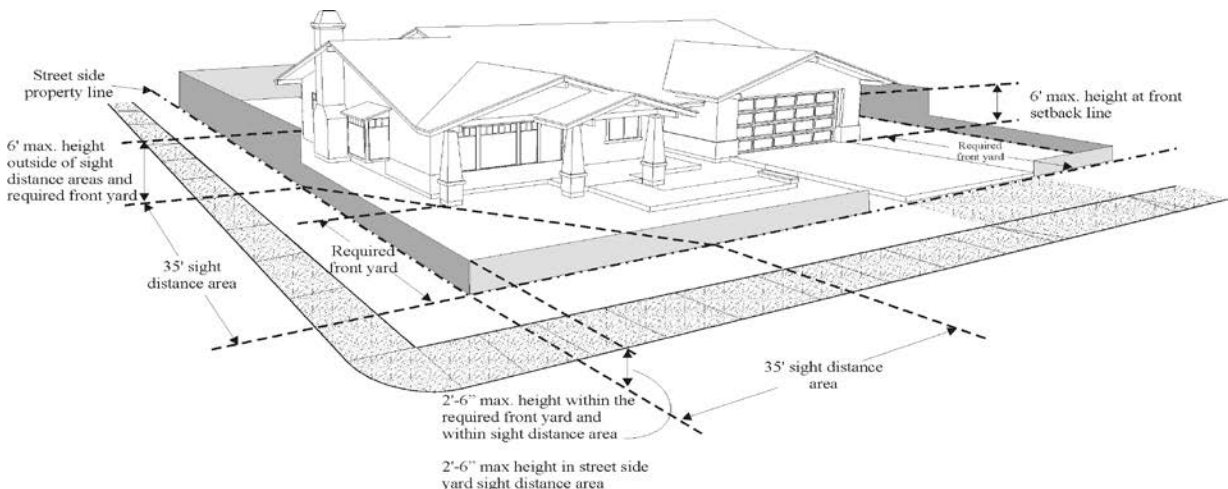 Street side
property line
6' max. height
outside of sight
distance areas and
required front yard
35' sight
distance area
Required
front yard
6' max. height at front
setback line
Required
front yard
35' sight distance
area
2'-6” max. height within the
required front yard and
within sight distance area
2'-6” max height in street side
yard sight distance area